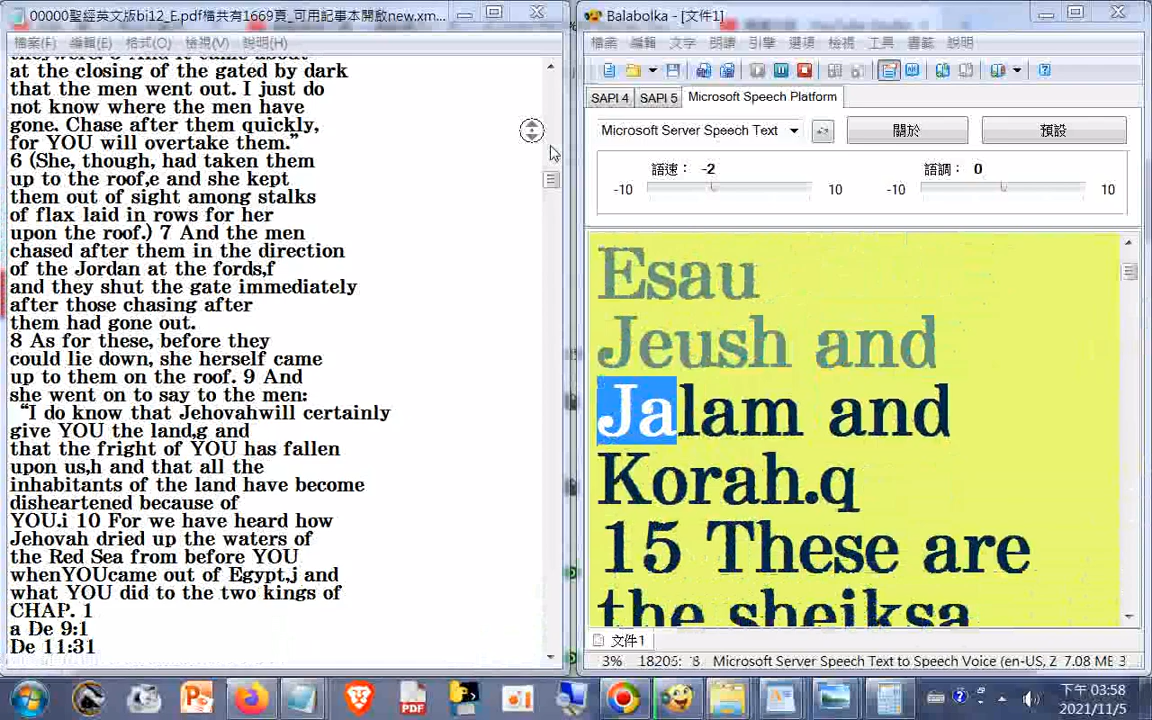 00000聖經英文版bi12_E.pdf檔共有1669頁_可用記事本開啟new.xm...
檔案(F) 編輯(E) 格式(O) 檢視(V) 說明(H)
at the closing of the gated by dark
that the men went out. I just do
not know where the men have
gone. Chase after them quickly,
for YOU will overtake them.”
6 (She, though, had taken them
up to the roof,e and she kept
them out of sight among stalks
of flax laid in rows for her
upon the roof.) 7 And the men
chased after them in the direction
of the Jordan at the fords,f
and they shut the gate immediately
after those chasing after
them had gone out.
8 As for these, before they
could lie down, she herself came
up to them on the roof. 9 And
she went on to say to the men:
“I do know that Jehovahwill certainly
give YOU the land,g and
that the fright of YOU has fallen
upon us,h and that all the
inhabitants of the land have become
disheartened because of
YOU.i 10 For we have heard how
Jehovah dried up the waters of
the Red Sea from before YOU
whenYOUcame out of Egypt,j and
what YOU did to the two kings of
CHAP. 1
a De 9:1
De 11:31
Balabolka - [文件1]
檔案 編輯 文字 朗讀 引擎 選項 檢視 工具 書籤 說明
SAPI 4 SAPI 5 Microsoft Speech Platform
Microsoft Server Speech Text 關於 預設
語速： -2 語調： 0
-10 10 -10 10
Esau
Jeush and
Jalam and
Korah.q
15 These are
the sheiksa
文件1
3% Microsoft Server Speech Text to Speech Voice (en-US, Z 7.08 ME 3
PDF
下午 03:58
2021/11/5